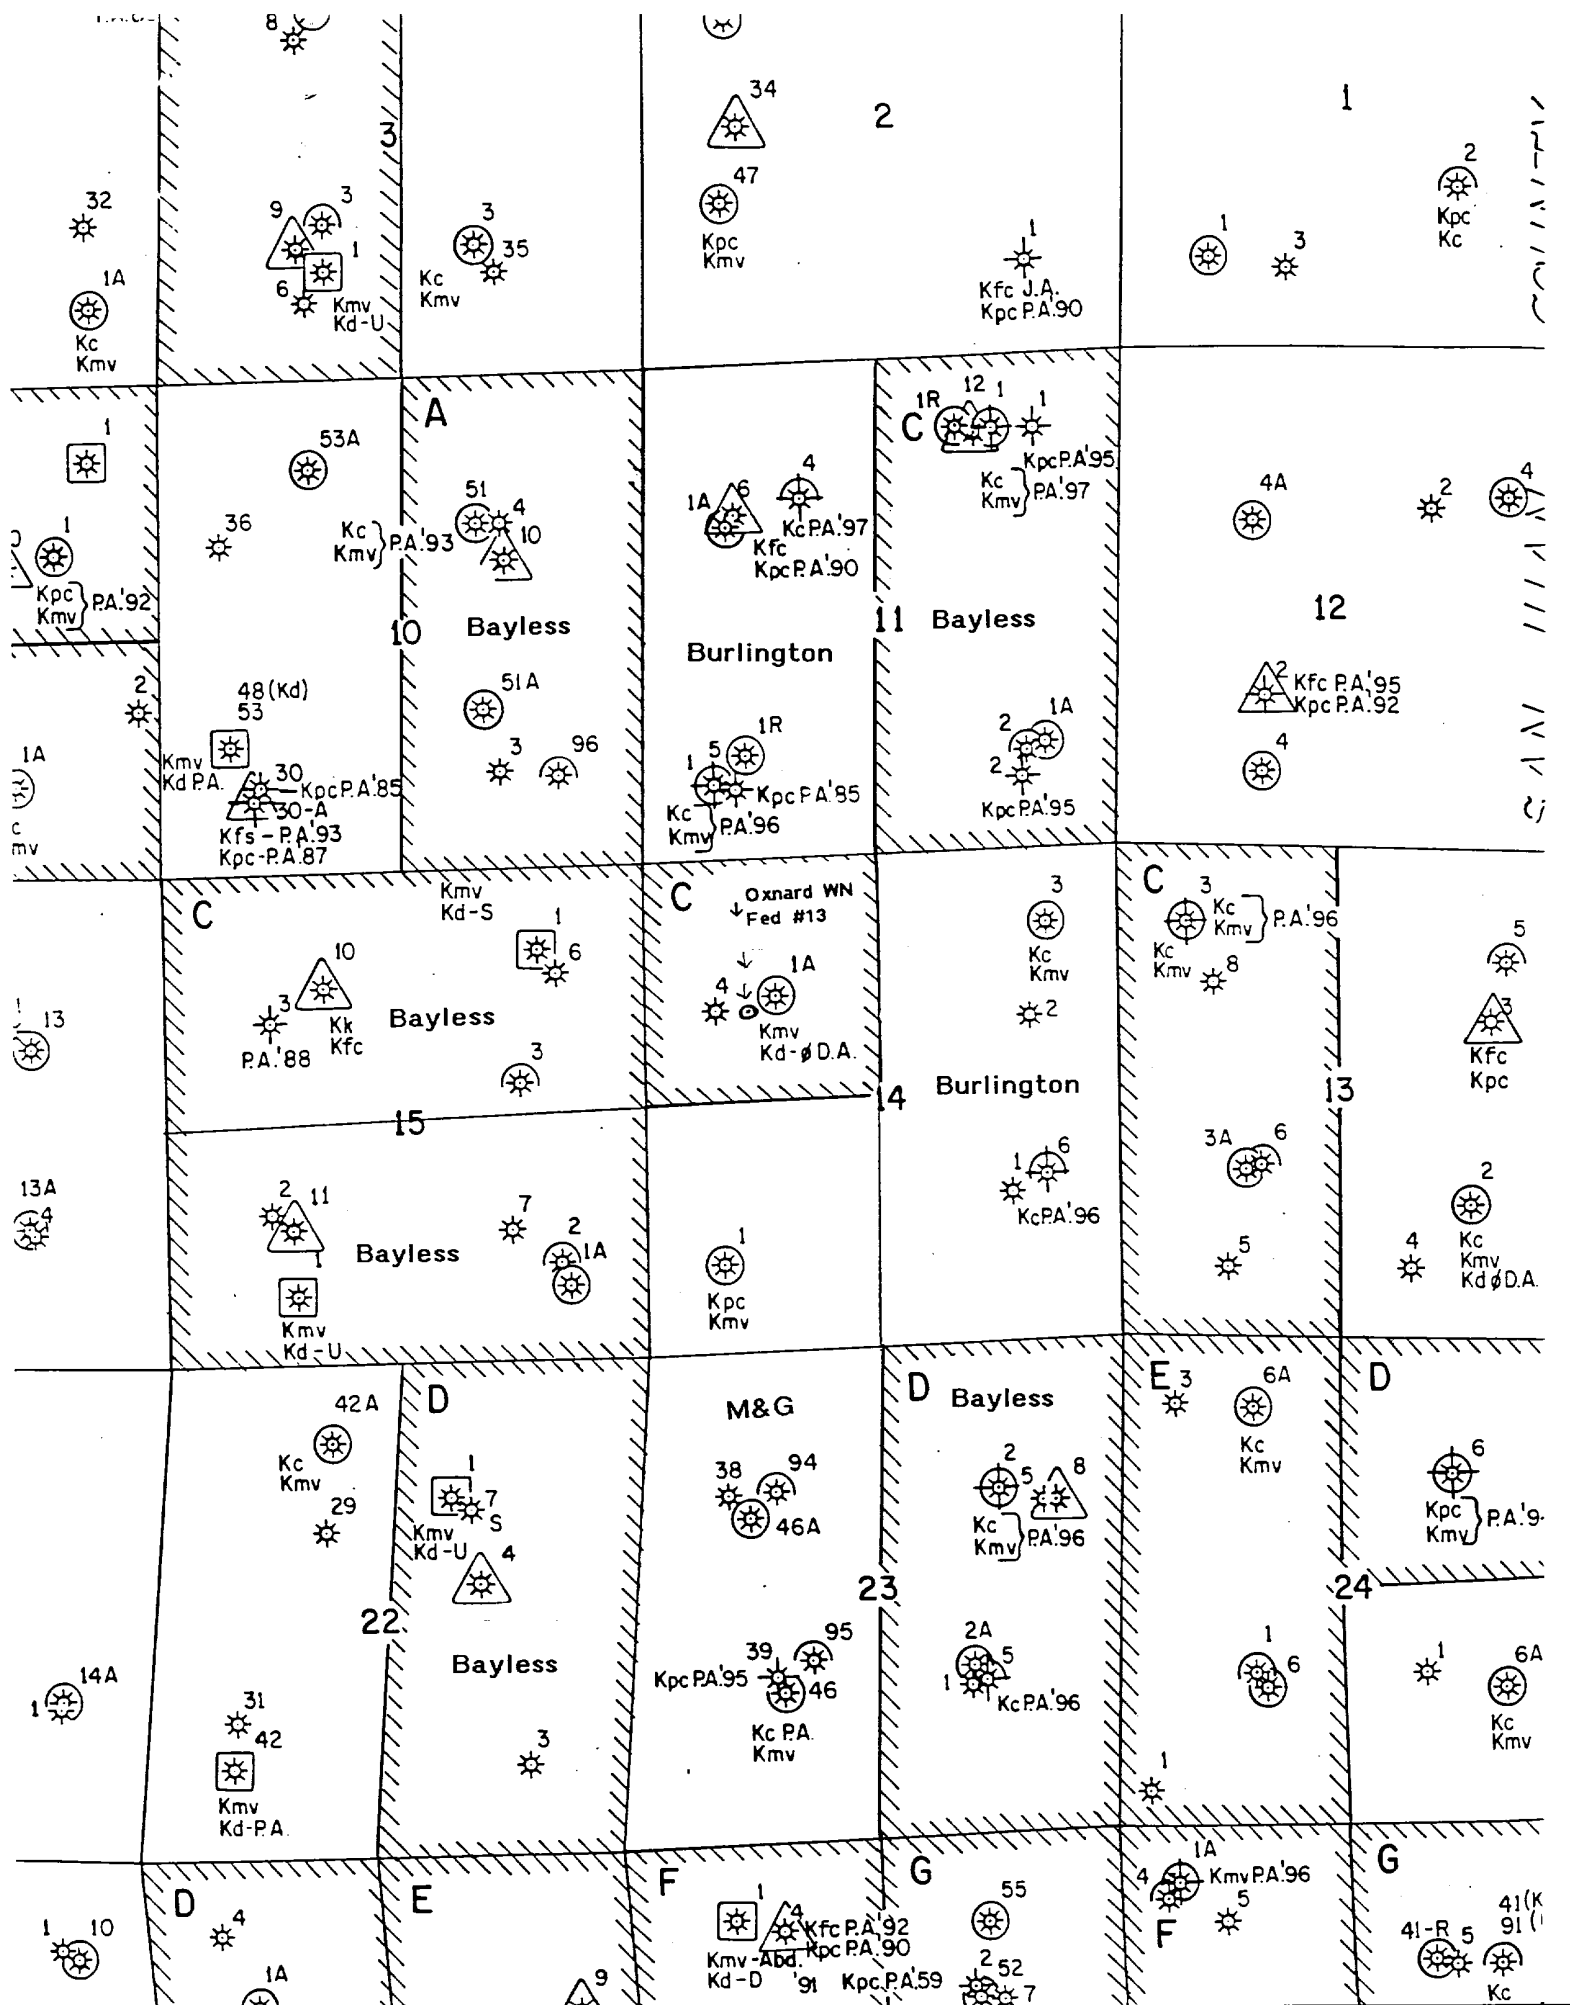 8
34
2
1
2
Kpc
Kc
32
9
3
3
1
6
Kmv
Kd-U
3
35
Kc
Kmv
47
Kpc
Kmv
1
Kfc J.A.
Kpc P.A.'90
1
3
1A
Kc
Kmv
1
1
Kpc
Kmv
P.A.'92
53A
36
A
51
4
10
Kc
Kmv
P.A.'93
10
Bayless
1A
6
4
Kc P.A.'97
Kfc
Kpc P.A.'90
Burlington
11
C
1R
12
1
1
Kpc P.A.'95
Kc
Kmv
P.A.'97
Bayless
4A
2
4
12
2
1A
48 (Kd)
53
Kmv
Kd P.A.
30
Kpc P.A.'85
30-A
Kfs - P.A.'93
Kpc-P.A.'87
51A
3
96
1R
1
5
Kpc P.A.'85
Kc
Kmv
P.A.'96
2
1A
2
Kpc P.A.'95
2
Kfc P.A.'95
Kpc P.A.'92
4
c
mv
C
Kmv
Kd-S
1
6
10
3
Kk
Kfc
P.A.'88
Bayless
3
15
C
Oxnard WN
Fed #13
4
1A
Kmv
Kd-ø D.A.
3
Kc
Kmv
2
Burlington
14
C
3
Kc
Kmv
P.A.'96
Kc
Kmv
8
5
3
Kfc
Kpc
13
13
13A
4
2
11
1
Kmv
Kd-U
Bayless
7
2
1A
1
Kpc
Kmv
1
6
Kc P.A.'96
3A
6
5
2
Kc
Kmv
Kd ø D.A.
4
42A
Kc
Kmv
29
D
1
7
S
Kmv
Kd-U
4
22
Bayless
M&G
38
94
46A
23
D
Bayless
2
5
8
Kc
Kmv
P.A.'96
E
3
6A
Kc
Kmv
24
D
6
Kpc
Kmv
P.A.'9
14A
1
31
42
Kmv
Kd-P.A.
3
95
39
Kpc P.A.'95
46
Kc P.A.
Kmv
2A
5
1
Kc P.A.'96
1
6
1
1
6A
Kc
Kmv
1
10
D
4
1A
E
9
F
1
4
Kfc P.A.'92
Kpc P.A.'90
Kmv-Abd.
Kd-D '91
Kpc P.A.'59
G
55
2
52
7
1A
4
Kmv P.A.'96
5
F
G
41(K
91(
41-R
5
Kc